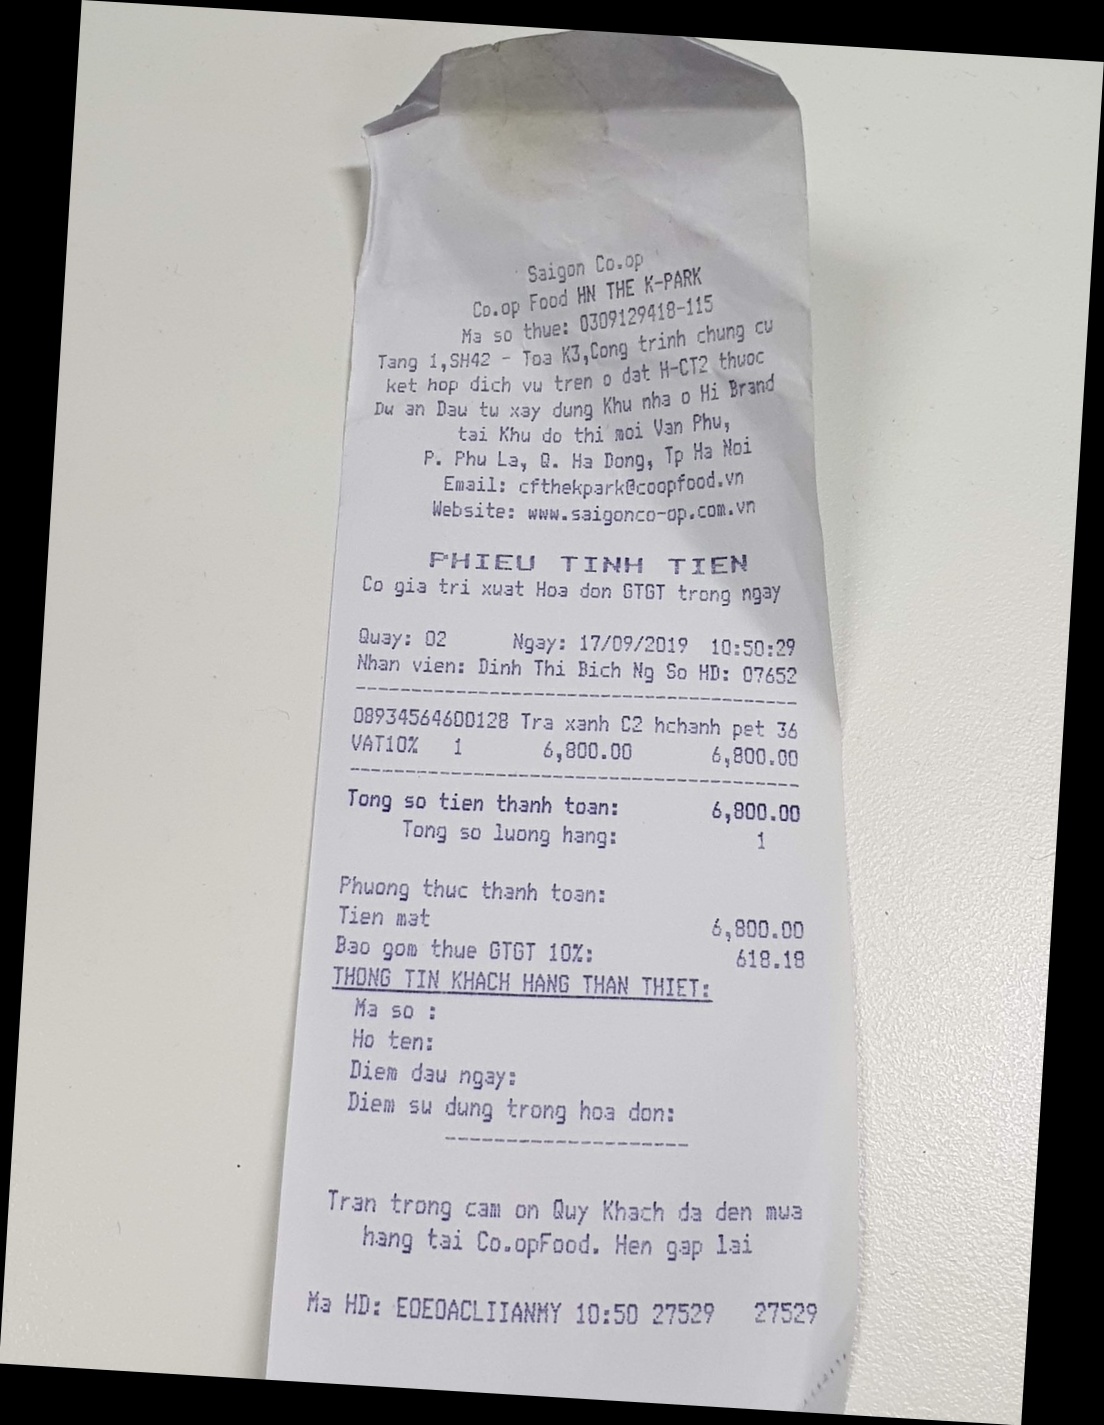 Saigon Co.op
Co.op Food HN THE K-PARK
Ma so thue: 0309129418-115
Tang 1,SH42 - Toa K3,Cong trinh chung cu
ket hop dich vu tren o dat H-CT2 thuoc
Du an Dau tu xay dung Khu nha o Hi Brand
tai Khu do thi moi Van Phu,
P. Phu La, Q. Ha Dong, Tp Ha Noi
Email: cfthekpark@coopfood.vn
Website: www.saigonco-op.com.vn
PHIEU TINH TIEN
Co gia tri xuat Hoa don GTGT trong ngay
Quay: 02 Ngay: 17/09/2019 10:50:29
Nhan vien: Dinh Thi Bich Ng So HD: 07652
----------------------------------------
08934564600128 Tra xanh C2 hchanh pet 36
VAT10% 1 6,800.00 6,800.00
----------------------------------------
Tong so tien thanh toan: 6,800.00
Tong so luong hang: 1
Phuong thuc thanh toan:
Tien mat 6,800.00
Bao gom thue GTGT 10%: 618.18
THONG TIN KHACH HANG THAN THIET:
Ma so :
Ho ten:
Diem dau ngay:
Diem su dung trong hoa don:
--------------------
Tran trong cam on Quy Khach da den mua
hang tai Co.opFood. Hen gap lai
Ma HD: EOEOACLIIANMY 10:50 27529 27529